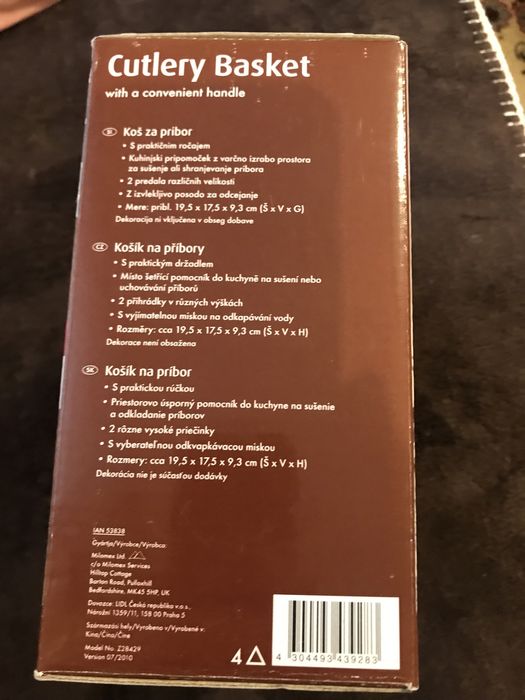 Cutlery Basket
with a convenient handle
SI Koš za pribor
• S praktičnim ročajem
• Kuhinjski pripomoček z varčno izrabo prostora
za sušenje ali shranjevanje pribora
• 2 predala različnih velikosti
• Z izvlekljivo posodo za odcejanje
• Mere: pribl. 19,5 x 17,5 x 9,3 cm (Š x V x G)
Dekoracija ni vključena v obseg dobave
CZ Košík na příbory
• S praktickým držadlem
• Místo šetřící pomocník do kuchyně na sušení nebo
uchovávání příborů
• 2 přihrádky v různých výškách
• S vyjímatelnou miskou na odkapávání vody
• Rozměry: cca 19,5 x 17,5 x 9,3 cm (Š x V x H)
Dekorace není obsažena
SK Košík na príbor
• S praktickou rúčkou
• Priestorovo úsporný pomocník do kuchyne na sušenie
a odkladanie príborov
• 2 rôzne vysoké priečinky
• S vyberateľnou odkvapkávacou miskou
• Rozmery: cca 19,5 x 17,5 x 9,3 cm (Š x V x H)
Dekorácia nie je súčasťou dodávky
IAN 53838
Gyártja/Výrobce/Výrobca:
Milomex Ltd.
c/o Milomex Services
Hilltop Cottage
Barton Road, Pulloxhill
Bedfordshire, MK45 5HP, UK
Dovozce: LIDL Česká republika v.o.s.,
Nárožní 1359/11, 158 00 Praha 5
Származási hely/Vyrobeno v/Vyrobené v:
Kína/Čína/Čína
Model No. Z28429
Version 07/2010
4
4 304493 439283